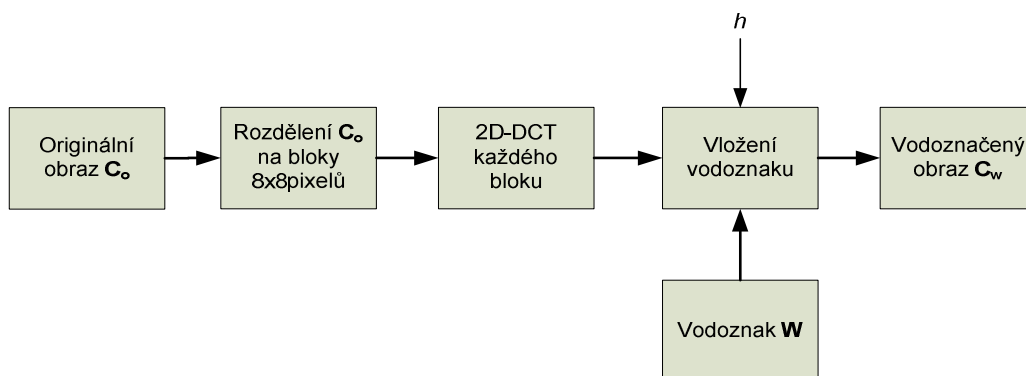 h
Originální
obraz Co
Rozdělení Co
na bloky
8x8pixelů
2D-DCT
každého
bloku
Vložení
vodoznaku
Vodoznačený
obraz Cw
Vodoznak W